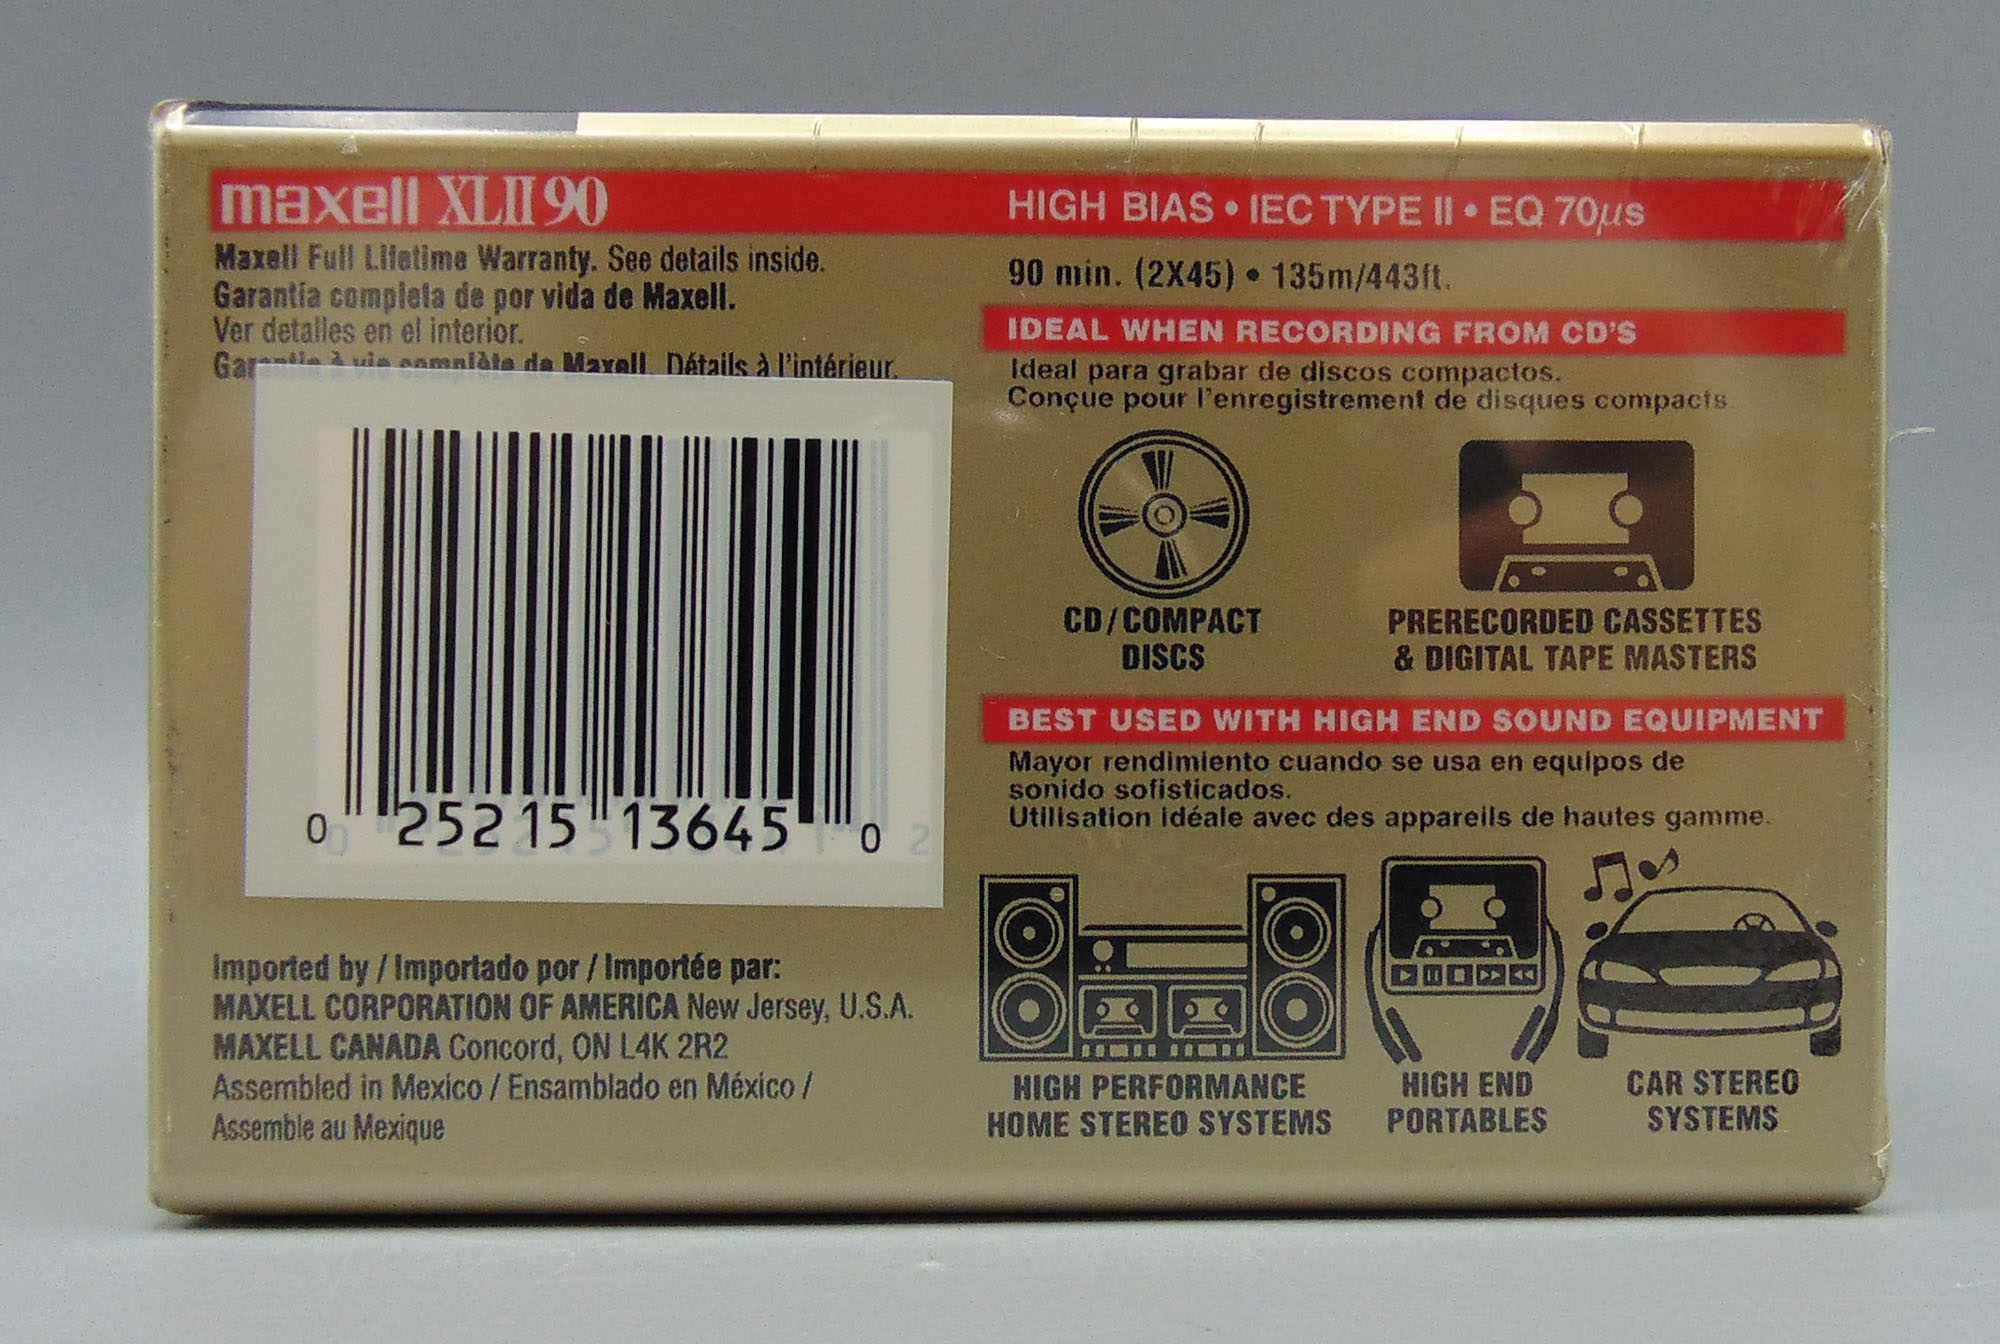 maxell XLII 90
HIGH BIAS • IEC TYPE II • EQ 70µs
Maxell Full Lifetime Warranty. See details inside.
Garantía completa de por vida de Maxell.
Ver detalles en el interior.
Garantie à vie complète de Maxell. Détails à l'intérieur.
0 25215 13645 0
Imported by / Importado por / Importée par:
MAXELL CORPORATION OF AMERICA New Jersey, U.S.A.
MAXELL CANADA Concord, ON L4K 2R2
Assembled in Mexico / Ensamblado en México /
Assemble au Mexique
90 min. (2X45) • 135m/443ft.
IDEAL WHEN RECORDING FROM CD'S
Ideal para grabar de discos compactos.
Conçue pour l'enregistrement de disques compacts.
CD/COMPACT
DISCS
PRERECORDED CASSETTES
& DIGITAL TAPE MASTERS
BEST USED WITH HIGH END SOUND EQUIPMENT
Mayor rendimiento cuando se usa en equipos de
sonido sofisticados.
Utilisation idéale avec des appareils de hautes gamme.
HIGH PERFORMANCE
HOME STEREO SYSTEMS
HIGH END
PORTABLES
CAR STEREO
SYSTEMS